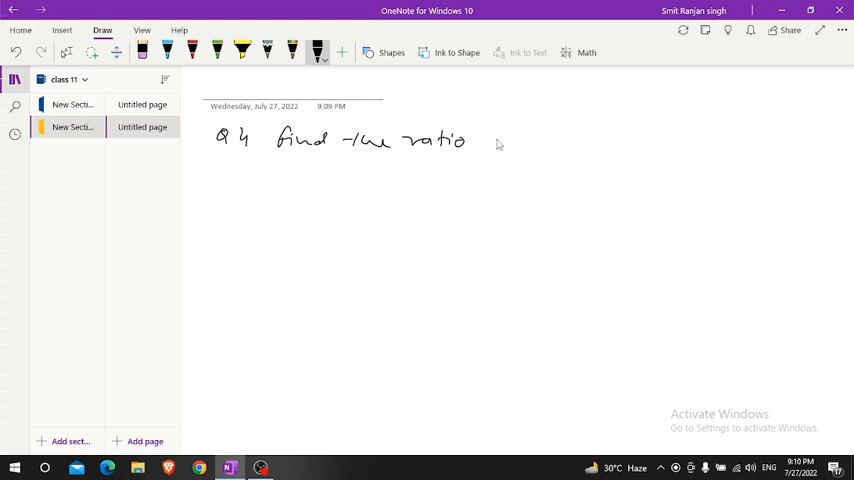 OneNote for Windows 10
Smit Ranjan singh
Home Insert Draw View Help
Share
Shapes Ink to Shape Ink to Text Math
class 11
New Secti... Untitled page
New Secti... Untitled page
Wednesday, July 27, 2022 9:09 PM
Q 4 find the ratio
Activate Windows
Go to Settings to activate Windows.
Add sect... Add page
30°C Haze ENG 9:10 PM
7/27/2022 17